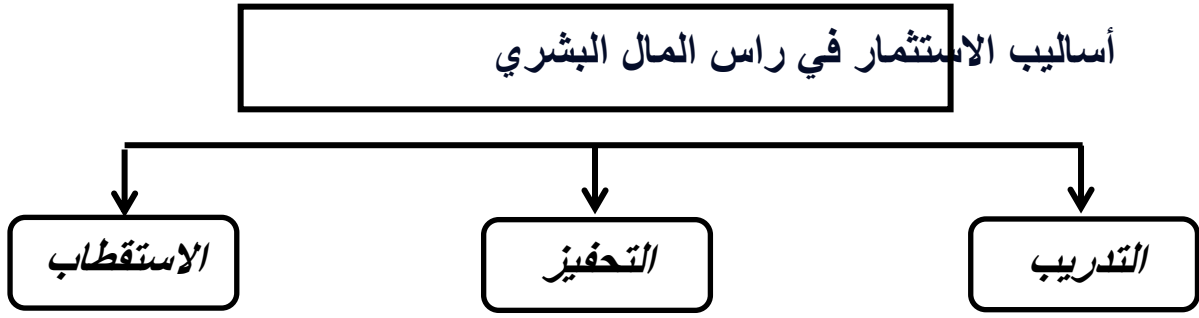 أساليب الاستثمار في راس المال البشري
التدريب
التحفيز
الاستقطاب